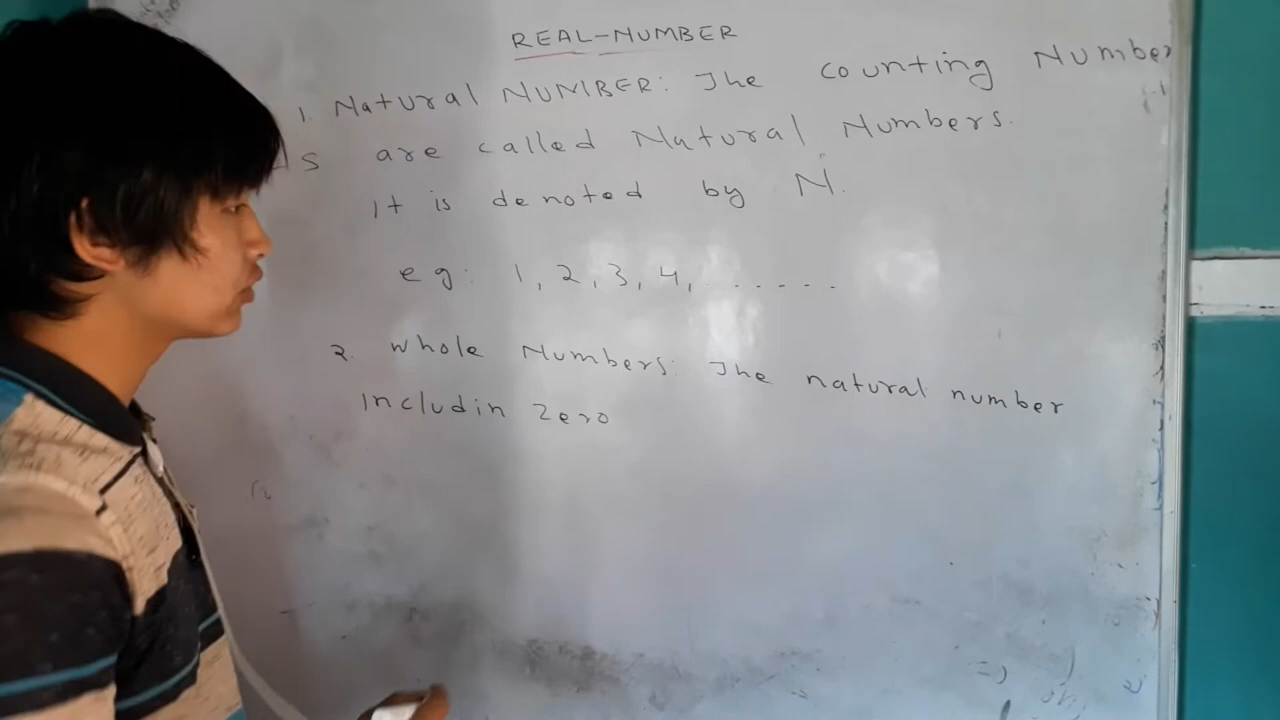 REAL-NUMBER
1. Natural NUMBER: The counting Number
s are called Natural Numbers.
It is denoted by N.
eg: 1, 2, 3, 4, . . . . . .
2. Whole Numbers: The natural number
includin Zero